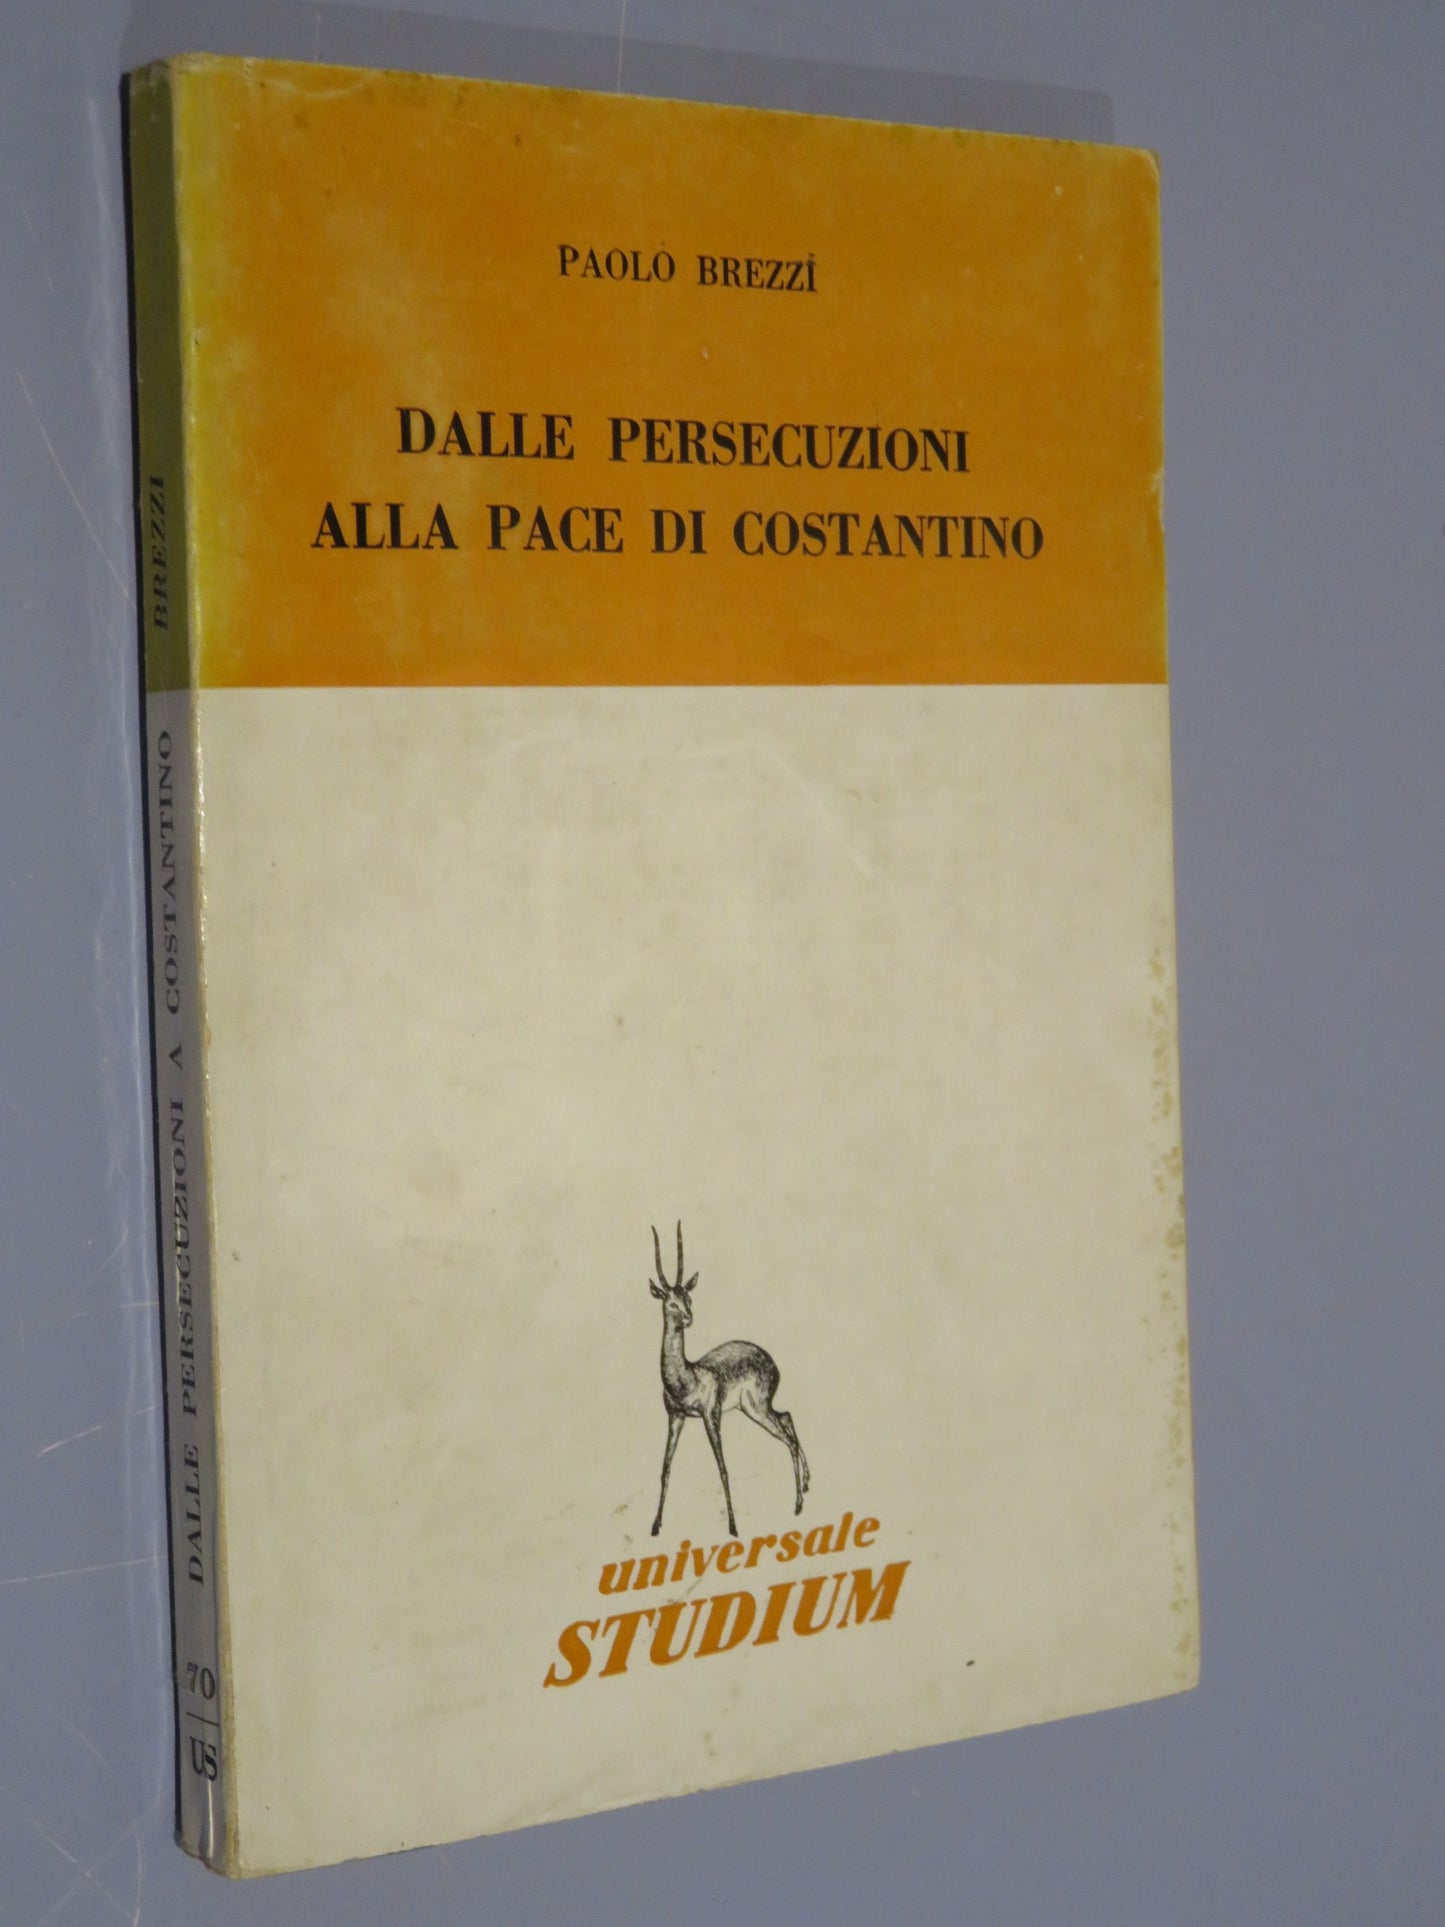 PAOLO BREZZI
DALLE PERSECUZIONI
ALLA PACE DI COSTANTINO
universale
STUDIUM
BREZZI
DALLE PERSECUZIONI A COSTANTINO
70
US